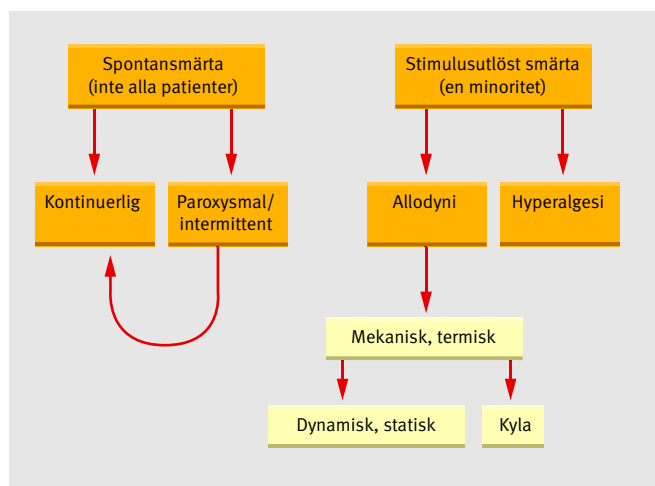 Spontansmärta
(inte alla patienter)
Stimulusutlöst smärta
(en minoritet)
Kontinuerlig
Paroxysmal/
intermittent
Allodyni
Hyperalgesi
Mekanisk, termisk
Dynamisk, statisk
Kyla